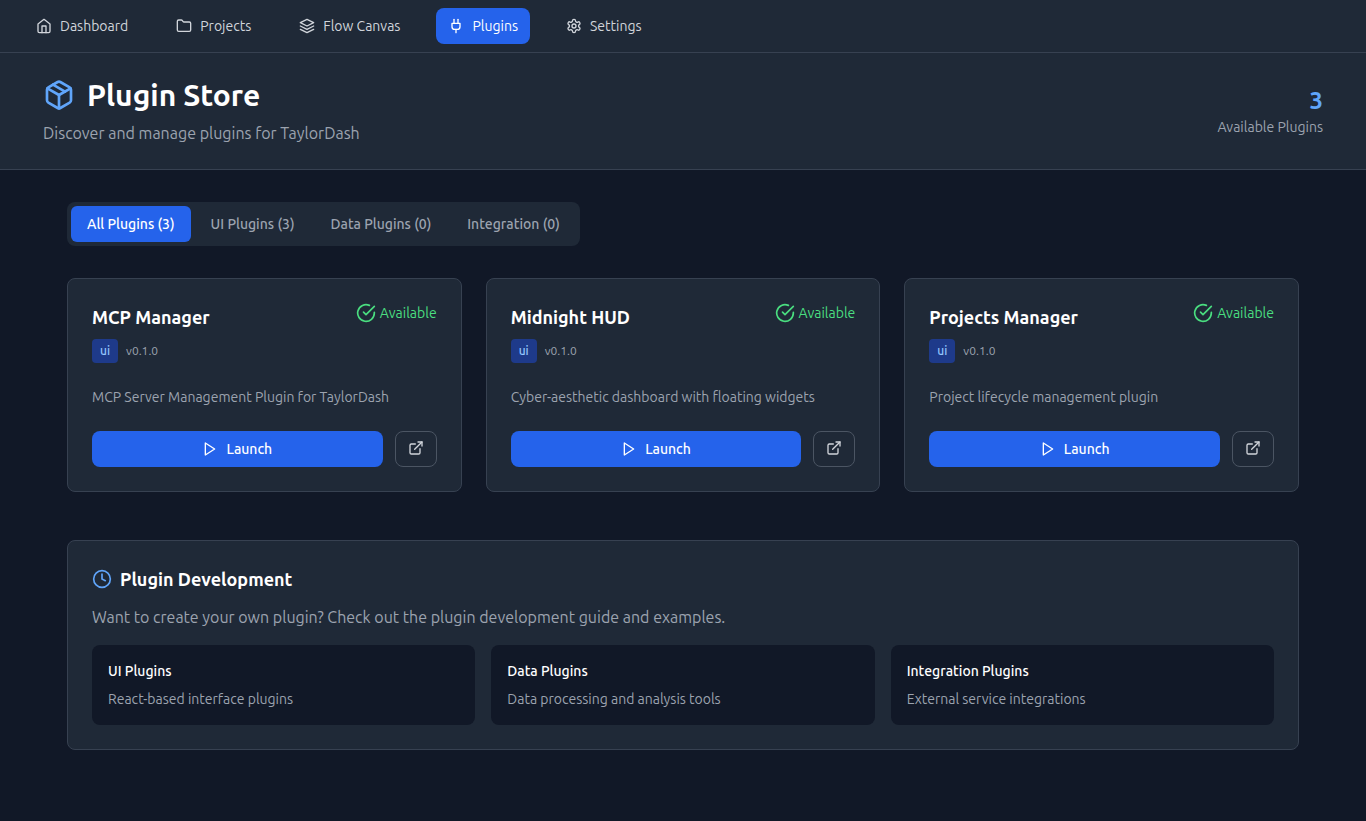 Dashboard Projects Flow Canvas Plugins Settings
Plugin Store
Discover and manage plugins for TaylorDash
3
Available Plugins
All Plugins (3) UI Plugins (3) Data Plugins (0) Integration (0)
MCP Manager
Available
ui v0.1.0
MCP Server Management Plugin for TaylorDash
Launch
Midnight HUD
Available
ui v0.1.0
Cyber-aesthetic dashboard with floating widgets
Launch
Projects Manager
Available
ui v0.1.0
Project lifecycle management plugin
Launch
Plugin Development
Want to create your own plugin? Check out the plugin development guide and examples.
UI Plugins
React-based interface plugins
Data Plugins
Data processing and analysis tools
Integration Plugins
External service integrations